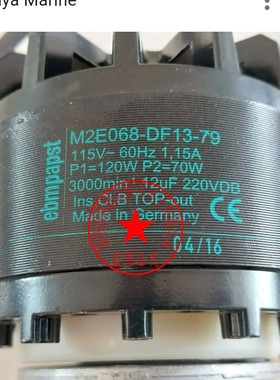 ya Marine
ebmpapst
M2E068-DF13-79
115V~ 60Hz 1,15A
P1=120W P2=70W
3000min⁻¹ 12µF 220VDB
Ins Cl.B TOP-out
Made in Germany
CE
04/16